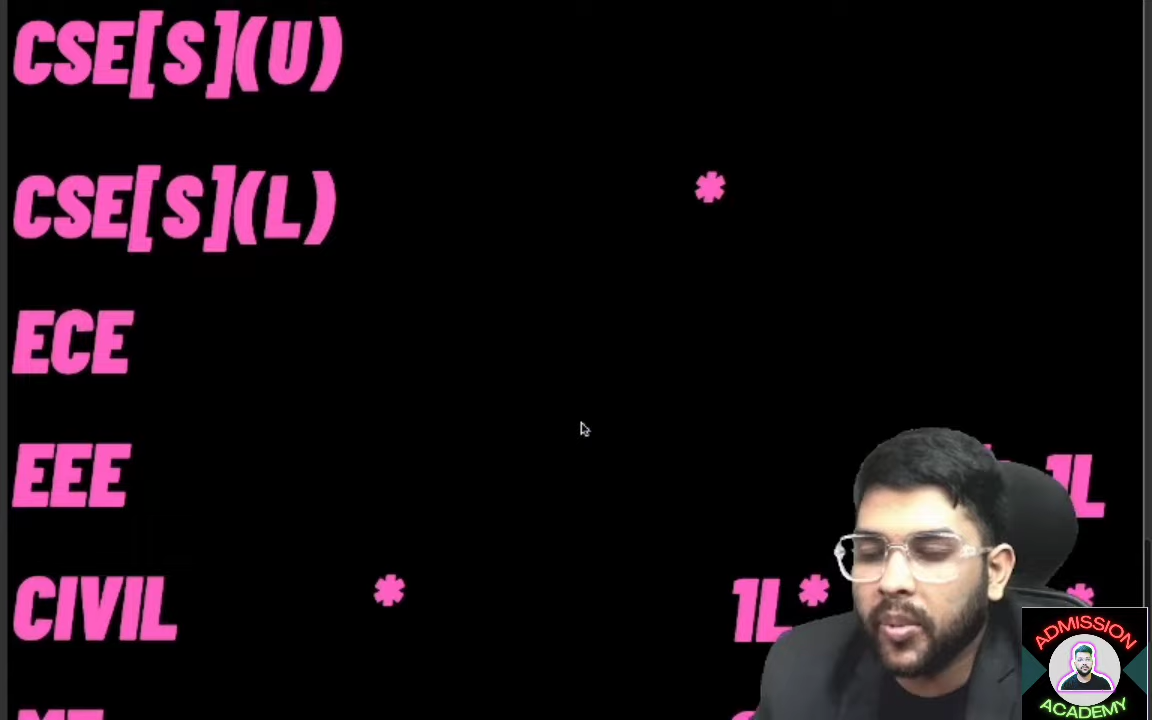 CSE[S](U)
CSE[S](L) *
ECE
EEE 1L
CIVIL * 1L* *
ADMISSION
ACADEMY